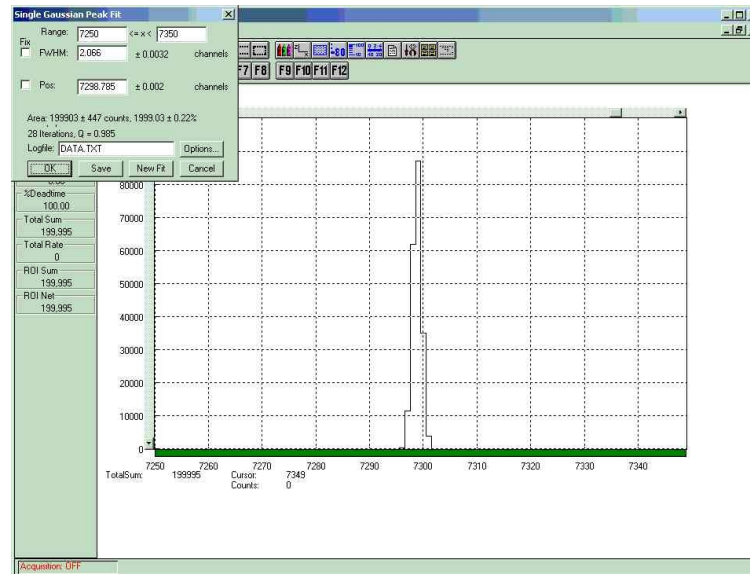 Single Gaussian Peak Fit
Range: 7250 <= x < 7350
Fix
FWHM: 2.066 ± 0.0032 channels
Pos: 7298.785 ± 0.002 channels
Area: 199903 ± 447 counts, 1999.03 ± 0.22%
28 Iterations, Q = 0.985
Logfile: DATA.TXT Options...
OK Save New Fit Cancel
F8 F9 F10 F11 F12
%Deadtime
100.00
Total Sum
199,995
Total Rate
0
ROI Sum
199,995
ROI Net
199,995
80000
70000
60000
50000
40000
30000
20000
10000
0
7250 7260 7270 7280 7290 7300 7310 7320 7330 7340
TotalSum: 199995 Cursor: 7349
Counts: 0
Acquisition: OFF